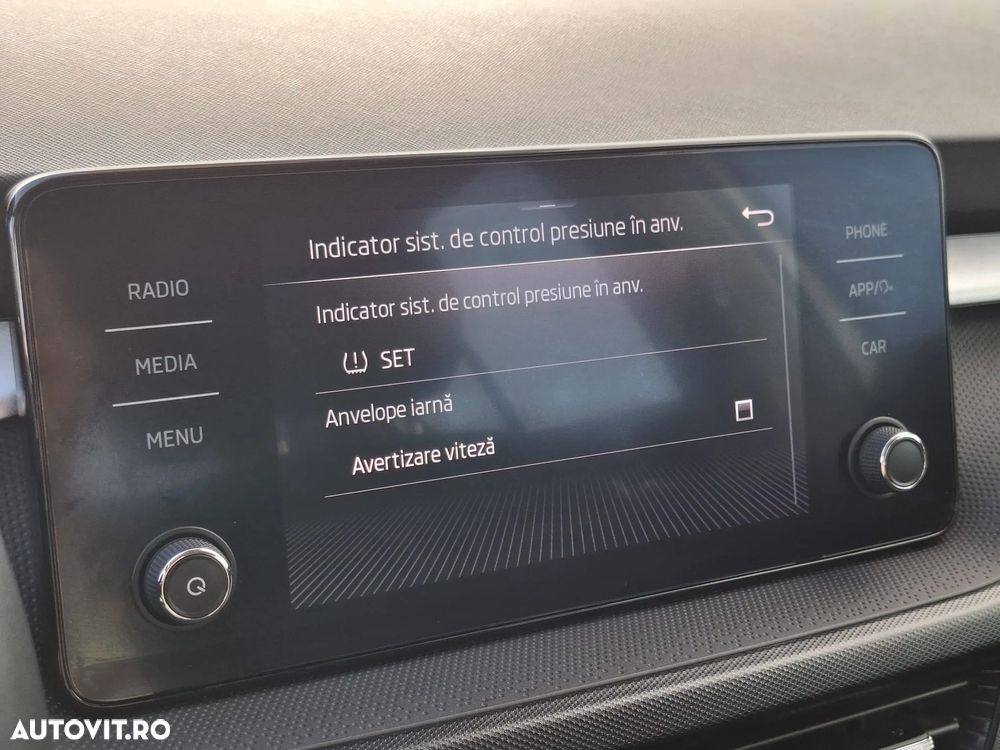 Indicator sist. de control presiune în anv.
Indicator sist. de control presiune în anv.
SET
Anvelope iarnă
Avertizare viteză
RADIO
MEDIA
MENU
PHONE
APP/
CAR
AUTOVIT.RO